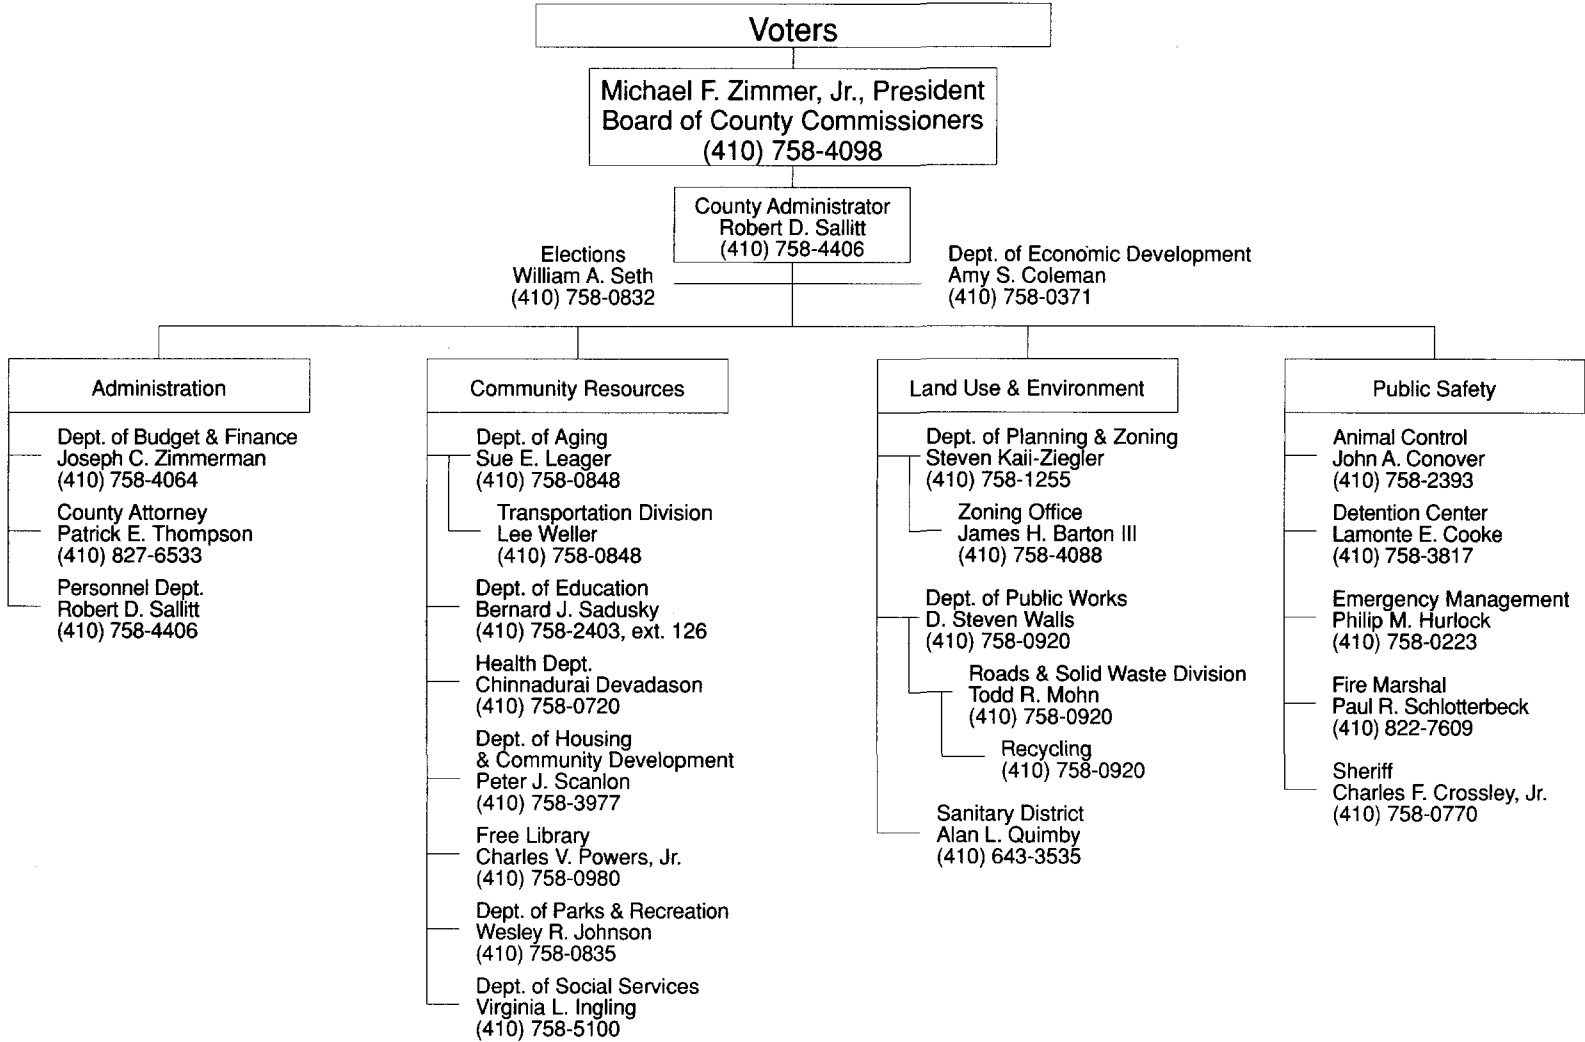 Voters
Michael F. Zimmer, Jr., President
Board of County Commissioners
(410) 758-4098
County Administrator
Robert D. Sallitt
(410) 758-4406
Elections
William A. Seth
(410) 758-0832
Dept. of Economic Development
Amy S. Coleman
(410) 758-0371
Administration
Dept. of Budget & Finance
Joseph C. Zimmerman
(410) 758-4064
County Attorney
Patrick E. Thompson
(410) 827-6533
Personnel Dept.
Robert D. Sallitt
(410) 758-4406
Community Resources
Dept. of Aging
Sue E. Leager
(410) 758-0848
Transportation Division
Lee Weller
(410) 758-0848
Dept. of Education
Bernard J. Sadusky
(410) 758-2403, ext. 126
Health Dept.
Chinnadurai Devadason
(410) 758-0720
Dept. of Housing
& Community Development
Peter J. Scanlon
(410) 758-3977
Free Library
Charles V. Powers, Jr.
(410) 758-0980
Dept. of Parks & Recreation
Wesley R. Johnson
(410) 758-0835
Dept. of Social Services
Virginia L. Ingling
(410) 758-5100
Land Use & Environment
Dept. of Planning & Zoning
Steven Kaii-Ziegler
(410) 758-1255
Zoning Office
James H. Barton III
(410) 758-4088
Dept. of Public Works
D. Steven Walls
(410) 758-0920
Roads & Solid Waste Division
Todd R. Mohn
(410) 758-0920
Recycling
(410) 758-0920
Sanitary District
Alan L. Quimby
(410) 643-3535
Public Safety
Animal Control
John A. Conover
(410) 758-2393
Detention Center
Lamonte E. Cooke
(410) 758-3817
Emergency Management
Philip M. Hurlock
(410) 758-0223
Fire Marshal
Paul R. Schlotterbeck
(410) 822-7609
Sheriff
Charles F. Crossley, Jr.
(410) 758-0770